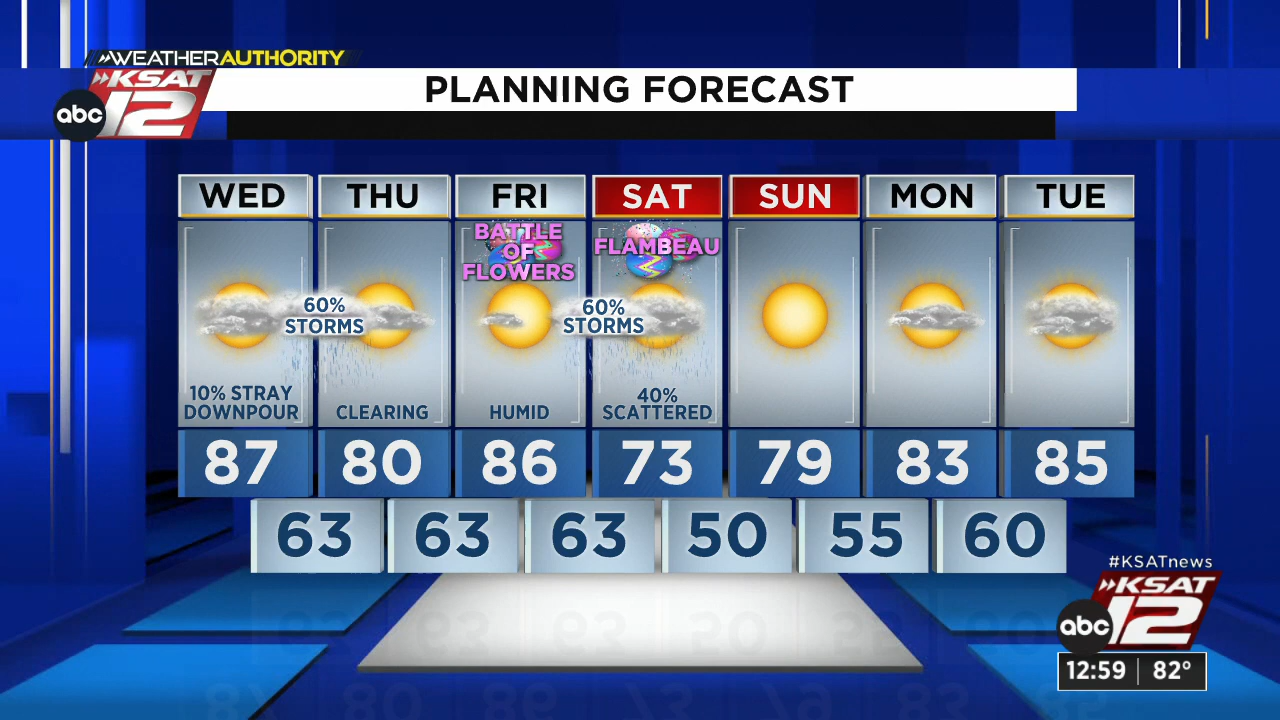 WEATHERAUTHORITY
KSAT
abc 12
PLANNING FORECAST
WED THU FRI SAT SUN MON TUE
BATTLE
OF
FLOWERS
FLAMBEAU
60%
STORMS
60%
STORMS
10% STRAY
DOWNPOUR
CLEARING
HUMID
40%
SCATTERED
87 80 86 73 79 83 85
63 63 63 50 55 60
#KSATnews
KSAT
abc 12
12:59 82°